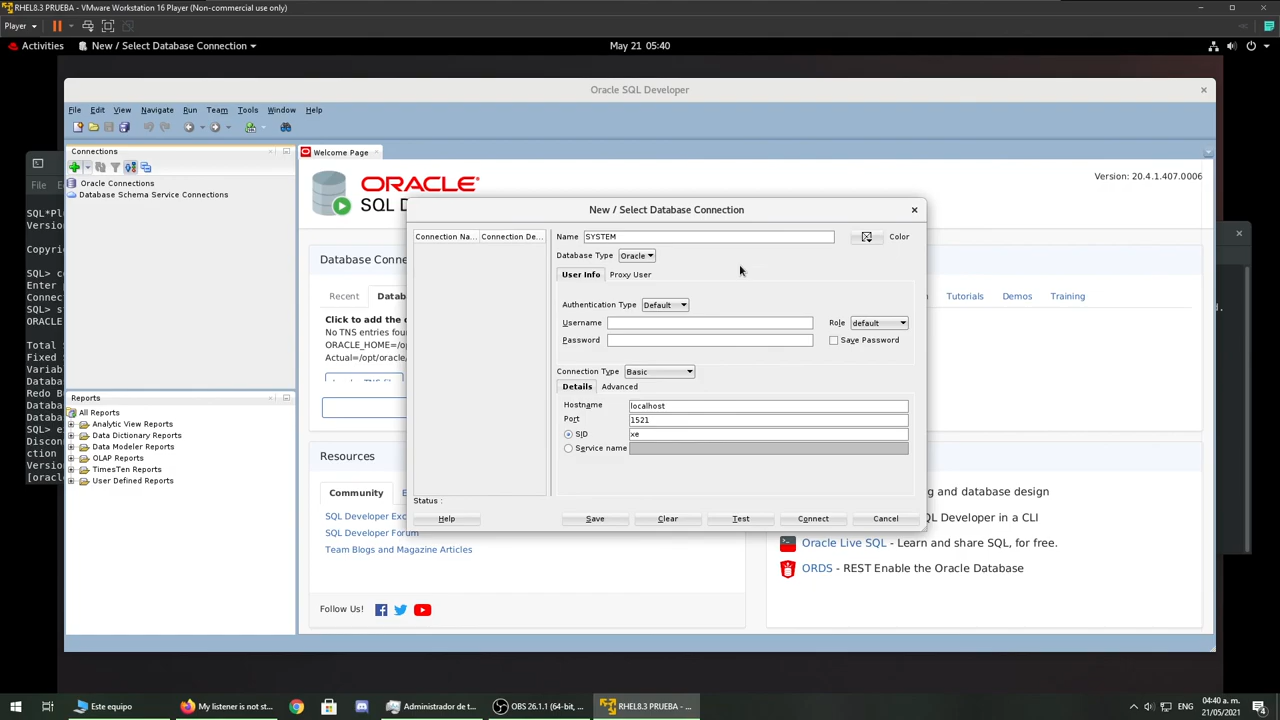 RHEL8.3 PRUEBA - VMware Workstation 16 Player (Non-commercial use only)
Player
Activities
New / Select Database Connection
May 21 05:40
Oracle SQL Developer
File Edit View Navigate Run Team Tools Window Help
Connections
Oracle Connections
Database Schema Service Connections
Welcome Page
ORACLE
SQL D
Version: 20.4.1.407.0006
File
SQL*Pl
Versio
Copyri
SQL> c
Enter
Connec
SQL> s
ORACLE
Total
Fixed
Variab
Databa
Redo B
Databa
Databa
SQL> e
Discon
ction
Versio
[oracl
Database Conne
Recent
Databa
Click to add the c
No TNS entries four
ORACLE_HOME=/o
Actual=/opt/oracle/
Tutorials
Demos
Training
New / Select Database Connection
Connection Na...
Connection De...
Name
SYSTEM
Color
Database Type
Oracle
User Info
Proxy User
Authentication Type
Default
Username
Role
default
Password
Save Password
Connection Type
Basic
Details
Advanced
Hostname
localhost
Port
1521
SID
xe
Service name
Status :
Help
Save
Clear
Test
Connect
Cancel
Reports
All Reports
Analytic View Reports
Data Dictionary Reports
Data Modeler Reports
OLAP Reports
TimesTen Reports
User Defined Reports
Resources
Community
SQL Developer Exc
SQL Developer Forum
Team Blogs and Magazine Articles
Follow Us!
g and database design
QL Developer in a CLI
Oracle Live SQL - Learn and share SQL, for free.
ORDS - REST Enable the Oracle Database
Este equipo
My listener is not st...
Administrador de t...
OBS 26.1.1 (64-bit, ...
RHEL8.3 PRUEBA - ...
ENG
04:40 a. m.
21/05/2021
4